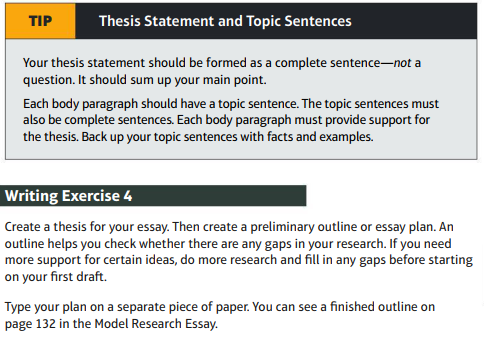 TIP Thesis Statement and Topic Sentences
Your thesis statement should be formed as a complete sentence—not a
question. It should sum up your main point.
Each body paragraph should have a topic sentence. The topic sentences must
also be complete sentences. Each body paragraph must provide support for
the thesis. Back up your topic sentences with facts and examples.
Writing Exercise 4
Create a thesis for your essay. Then create a preliminary outline or essay plan. An
outline helps you check whether there are any gaps in your research. If you need
more support for certain ideas, do more research and fill in any gaps before starting
on your first draft.
Type your plan on a separate piece of paper. You can see a finished outline on
page 132 in the Model Research Essay.